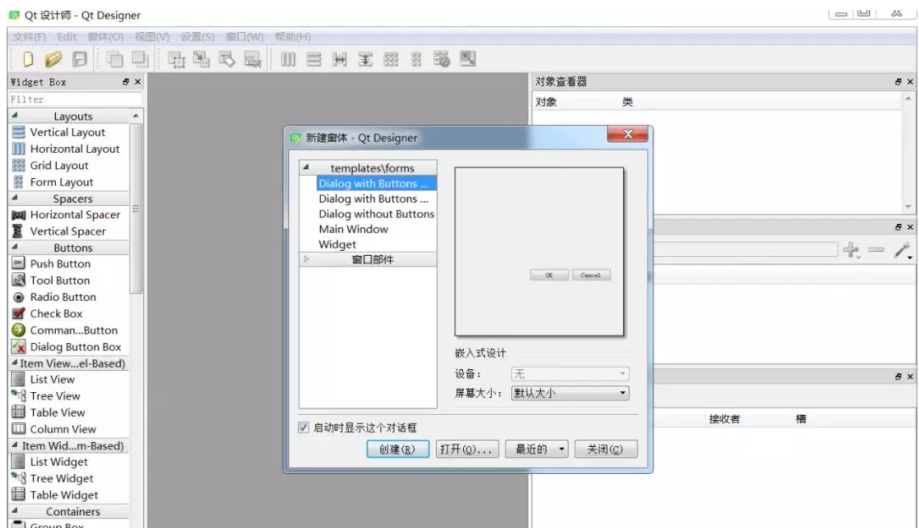 Qt 设计师 - Qt Designer
文件(F) Edit 窗体(O) 视图(V) 设置(S) 窗口(W) 帮助(H)
Widget Box
Filter
Layouts
Vertical Layout
Horizontal Layout
Grid Layout
Form Layout
Spacers
Horizontal Spacer
Vertical Spacer
Buttons
Push Button
Tool Button
Radio Button
Check Box
Comman...Button
Dialog Button Box
Item View...el-Based)
List View
Tree View
Table View
Column View
Item Wid...m-Based)
List Widget
Tree Widget
Table Widget
Containers
Group Box
新建窗体 - Qt Designer
templates\forms
Dialog with Buttons ...
Dialog with Buttons ...
Dialog without Buttons
Main Window
Widget
窗口部件
OK Cancel
嵌入式设计
设备: 无
屏幕大小: 默认大小
启动时显示这个对话框
创建(R) 打开(O)... 最近的 关闭(C)
对象查看器
对象 类
接收者 槽